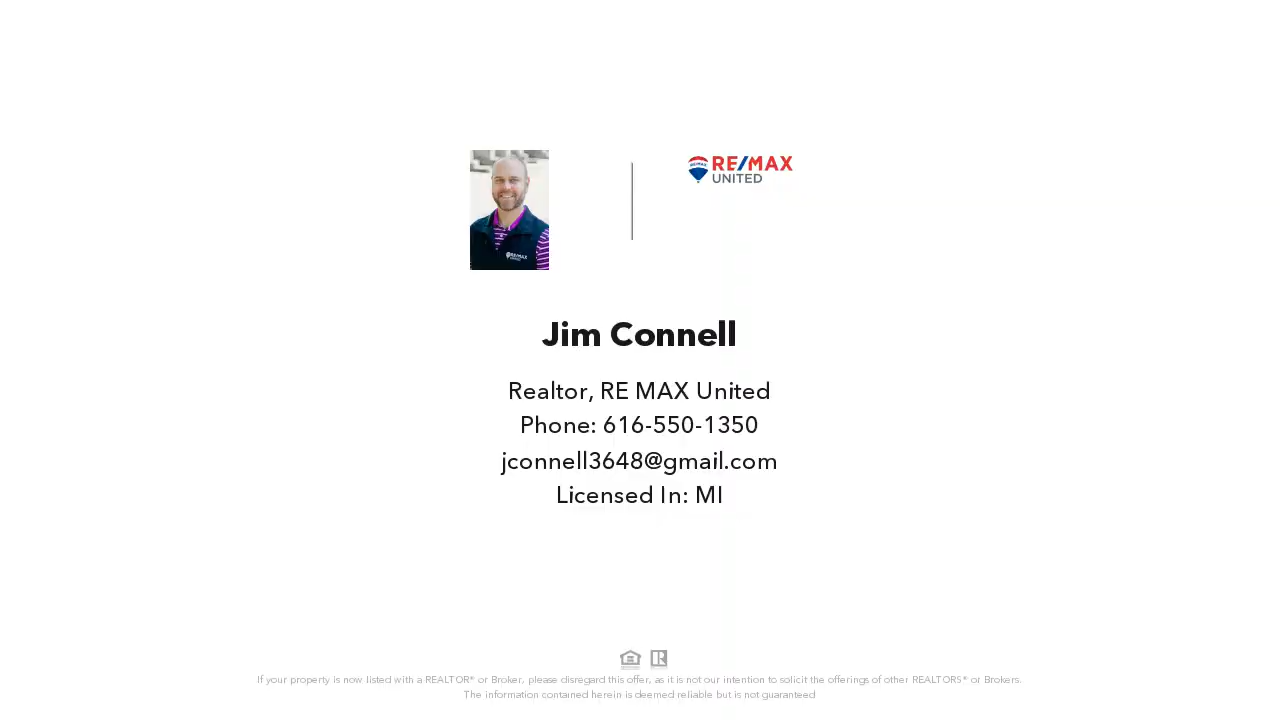 RE/MAX
UNITED
RE/MAX
Jim Connell
Realtor, RE MAX United
Phone: 616-550-1350
jconnell3648@gmail.com
Licensed In: MI
If your property is now listed with a REALTOR® or Broker, please disregard this offer, as it is not our intention to solicit the offerings of other REALTORS® or Brokers.
The information contained herein is deemed reliable but is not guaranteed